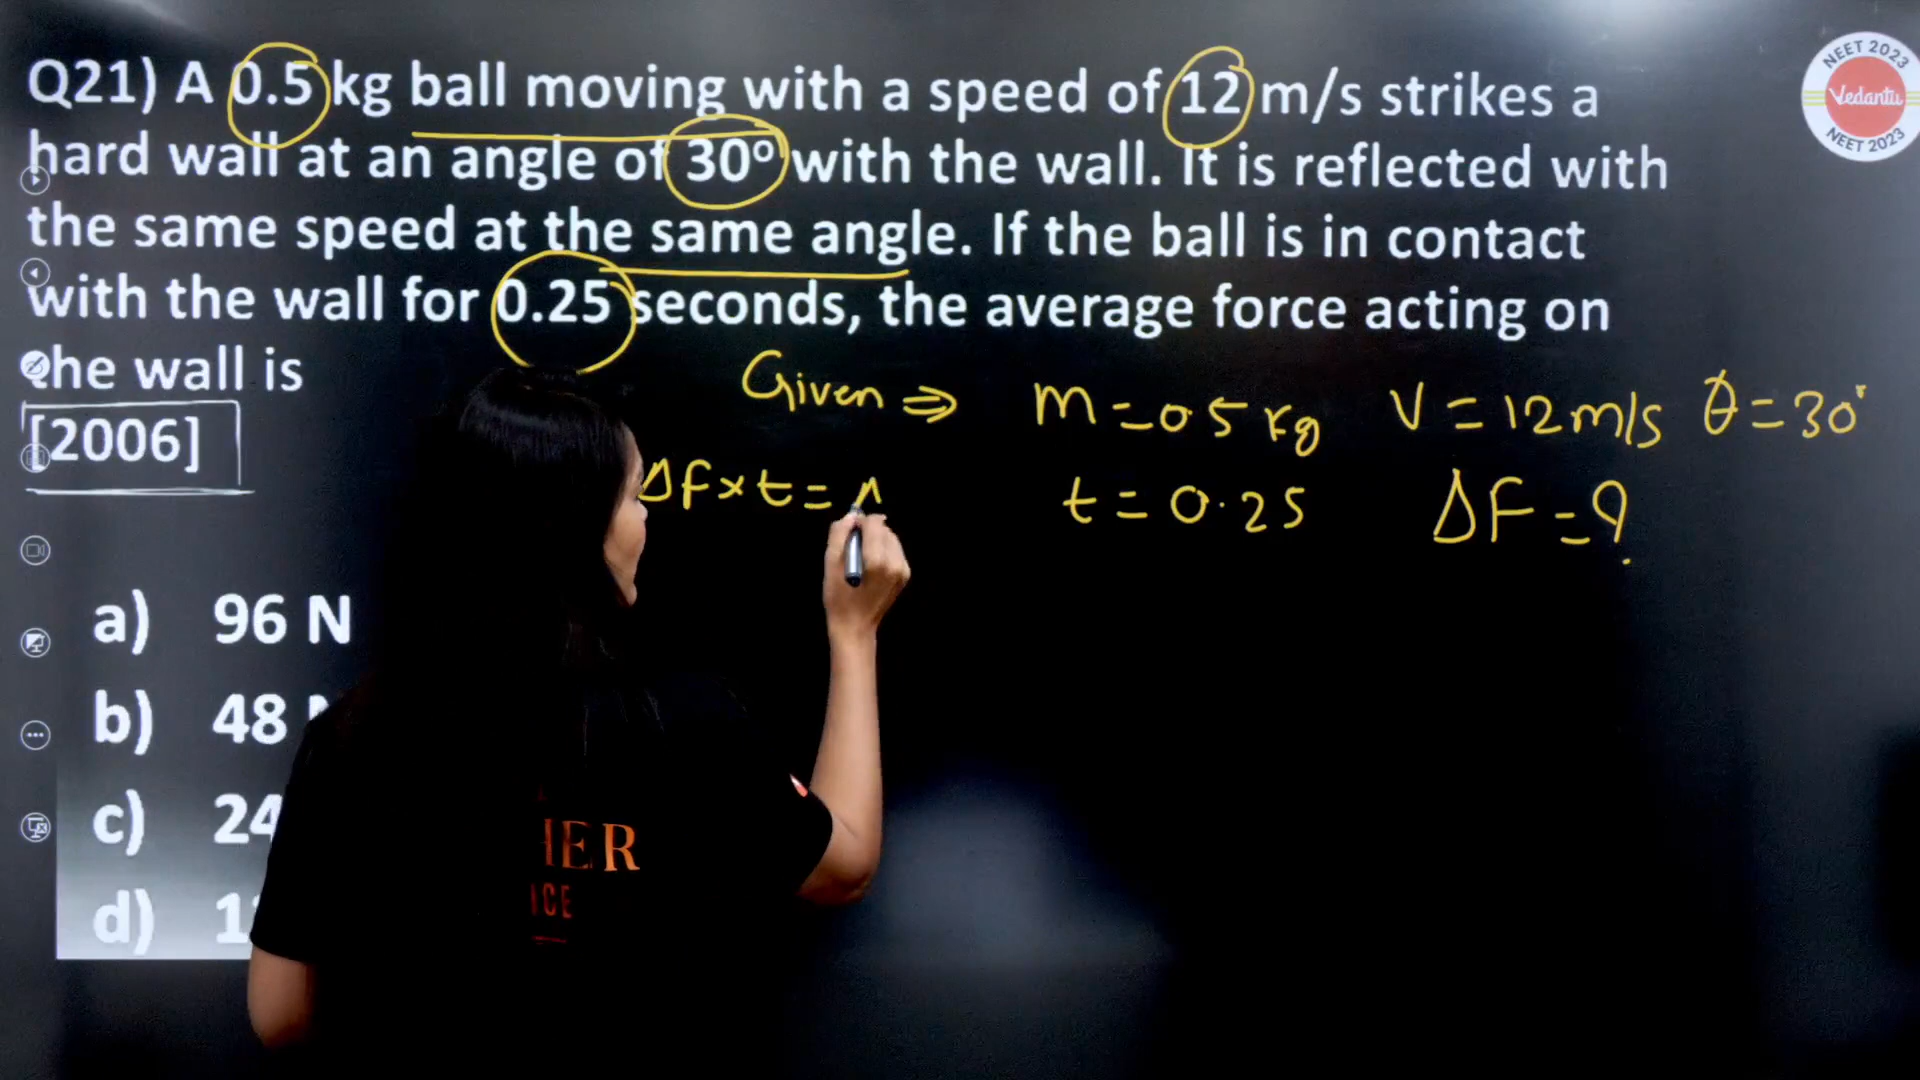 Q21) A 0.5 kg ball moving with a speed of 12 m/s strikes a
hard wall at an angle of 30° with the wall. It is reflected with
the same speed at the same angle. If the ball is in contact
with the wall for 0.25 seconds, the average force acting on
the wall is
[2006]
Given ⇒ m = 0.5 kg V = 12 m/s θ = 30°
ΔF × t = Δ
t = 0.25 ΔF = ?
a) 96 N
b) 48
c) 24
d) 1
HER
ICE
NEET 2023
Vedantu
NEET 2023